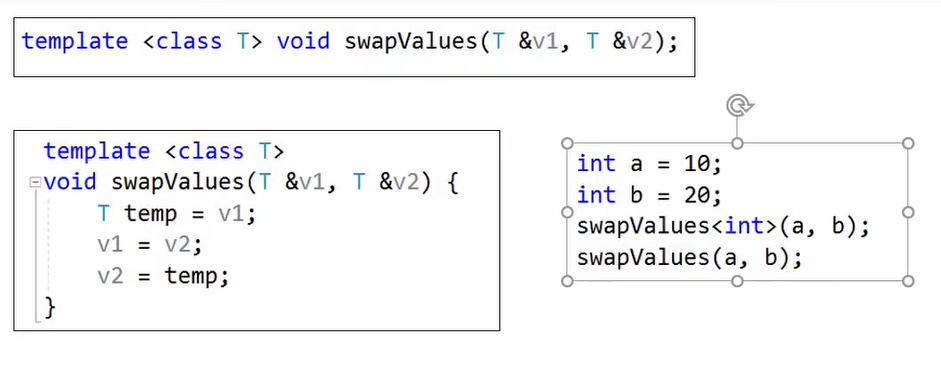 template <class T> void swapValues(T &v1, T &v2);
template <class T>
void swapValues(T &v1, T &v2) {
    T temp = v1;
    v1 = v2;
    v2 = temp;
}
int a = 10;
int b = 20;
swapValues<int>(a, b);
swapValues(a, b);